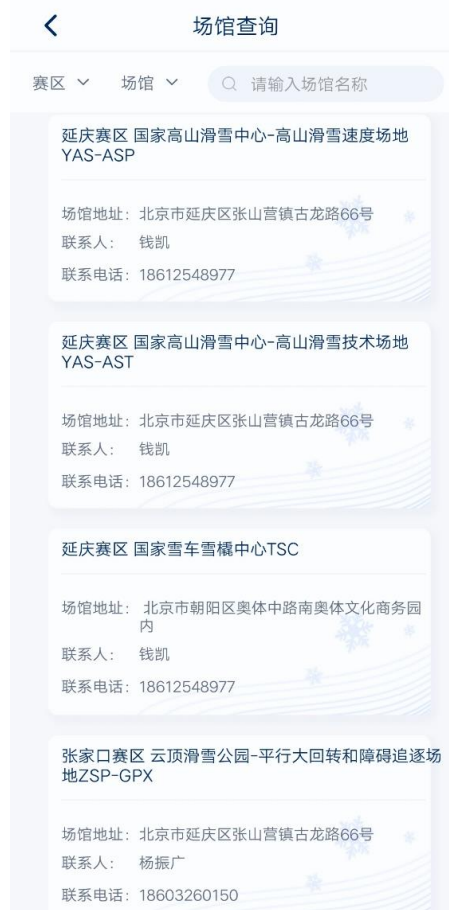 场馆查询
赛区 场馆 请输入场馆名称
延庆赛区 国家高山滑雪中心-高山滑雪速度场地
YAS-ASP
场馆地址: 北京市延庆区张山营镇古龙路66号
联系人: 钱凯
联系电话: 18612548977
延庆赛区 国家高山滑雪中心-高山滑雪技术场地
YAS-AST
场馆地址: 北京市延庆区张山营镇古龙路66号
联系人: 钱凯
联系电话: 18612548977
延庆赛区 国家雪车雪橇中心TSC
场馆地址: 北京市朝阳区奥体中路南奥体文化商务园
内
联系人: 钱凯
联系电话: 18612548977
张家口赛区 云顶滑雪公园-平行大回转和障碍追逐场
地ZSP-GPX
场馆地址: 北京市延庆区张山营镇古龙路66号
联系人: 杨振广
联系电话: 18603260150